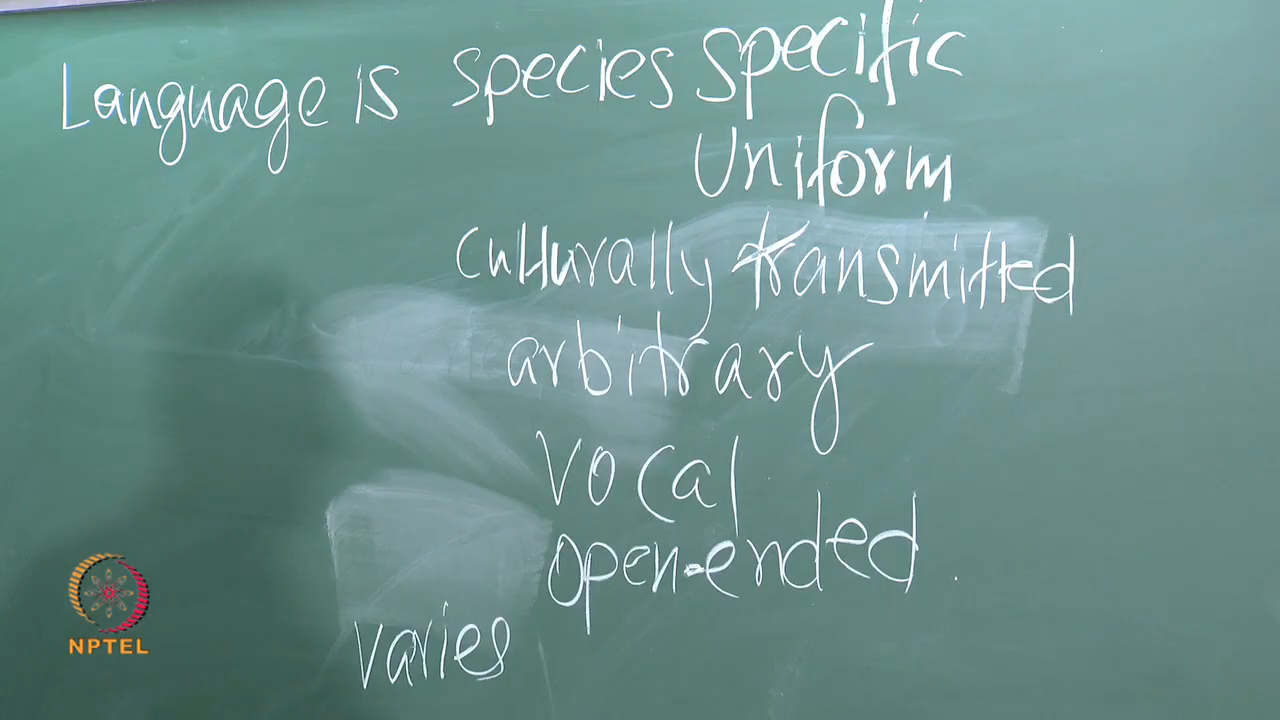 Language is species specific
Uniform
culturally transmitted
arbitrary
vocal
open-ended
varies
NPTEL